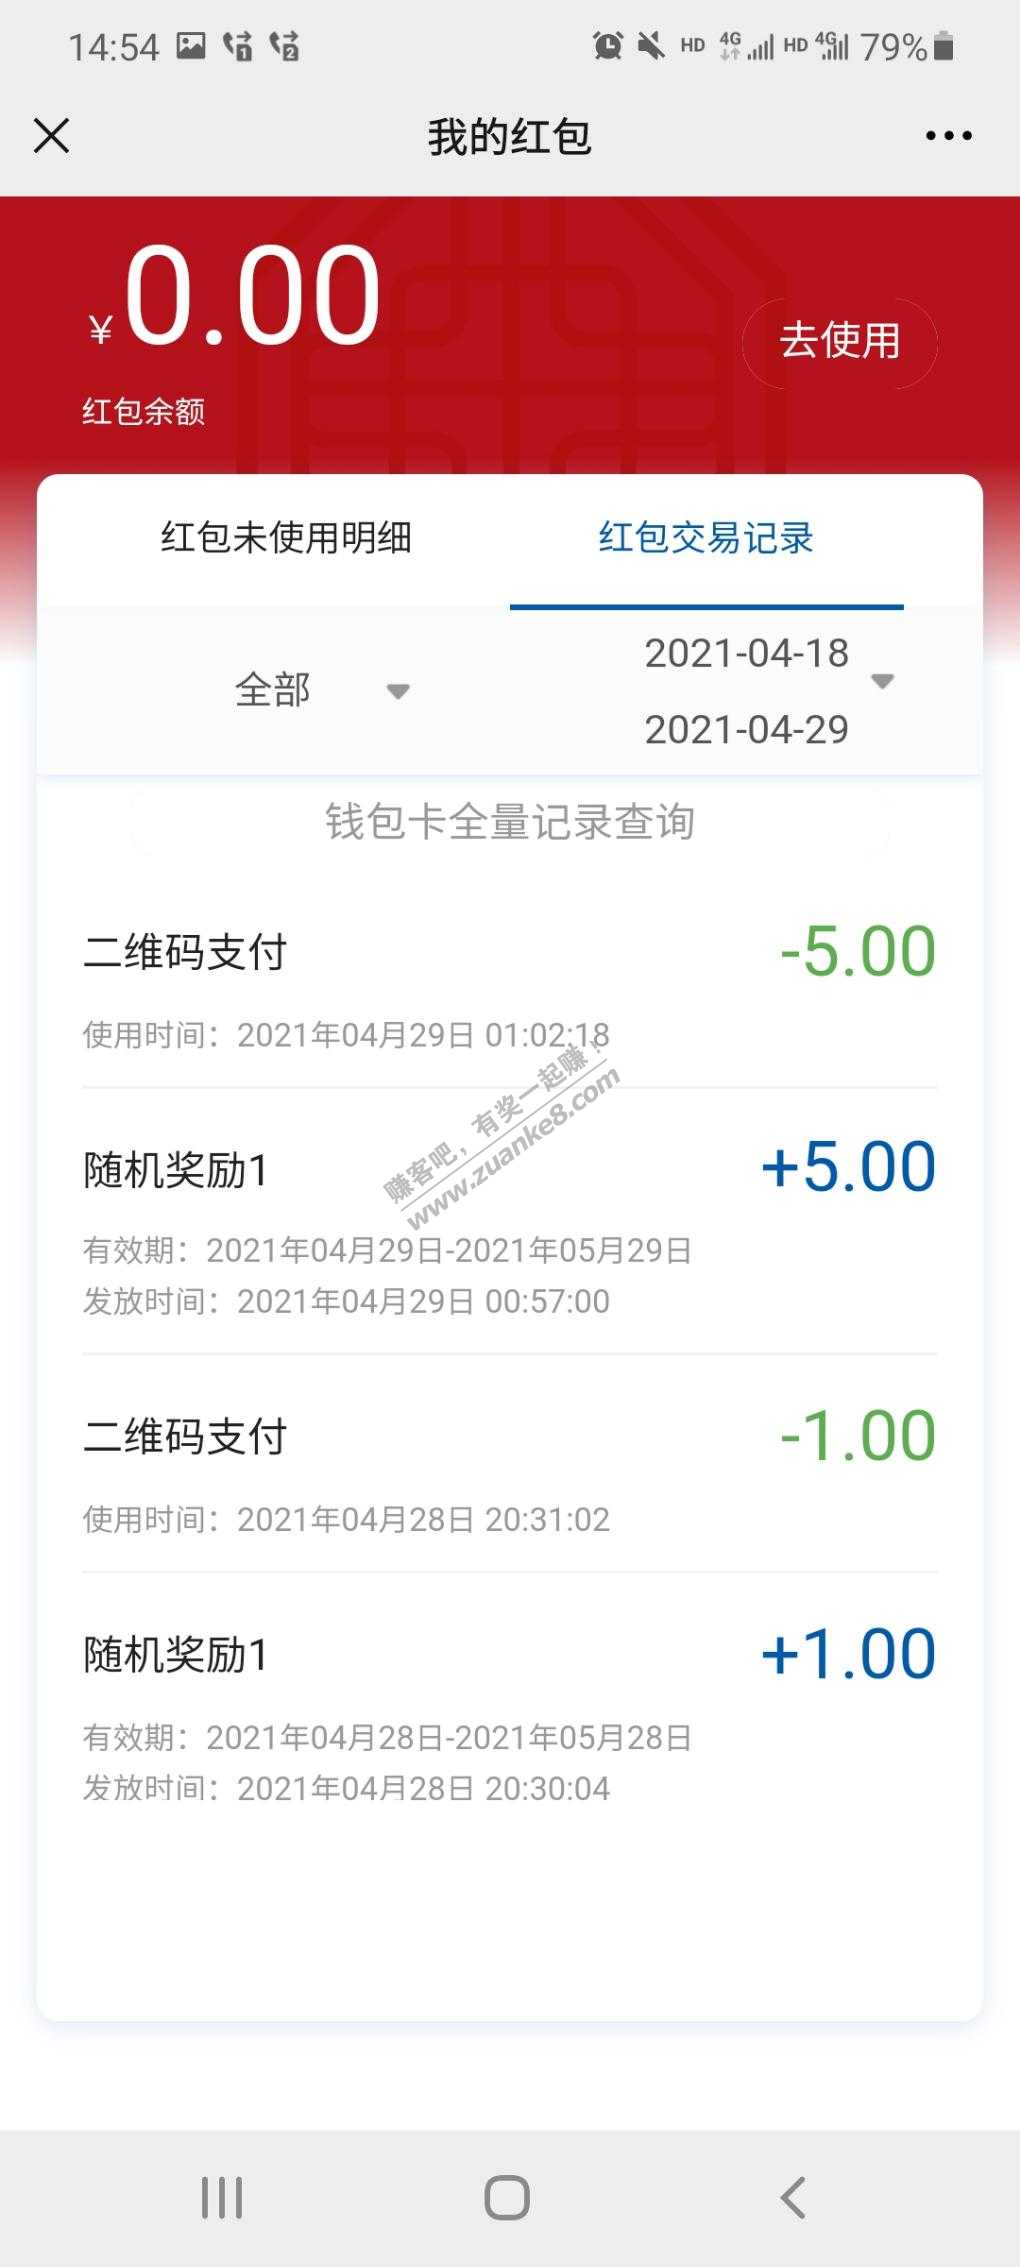 14:54 1 2 HD 4G HD 4G 79%
我的红包
¥0.00
去使用
红包余额
红包未使用明细 红包交易记录
全部
2021-04-18
2021-04-29
钱包卡全量记录查询
二维码支付 -5.00
使用时间：2021年04月29日 01:02:18
赚客吧，有奖一起赚！
www.zuanke8.com
随机奖励1 +5.00
有效期：2021年04月29日-2021年05月29日
发放时间：2021年04月29日 00:57:00
二维码支付 -1.00
使用时间：2021年04月28日 20:31:02
随机奖励1 +1.00
有效期：2021年04月28日-2021年05月28日
发放时间：2021年04月28日 20:30:04